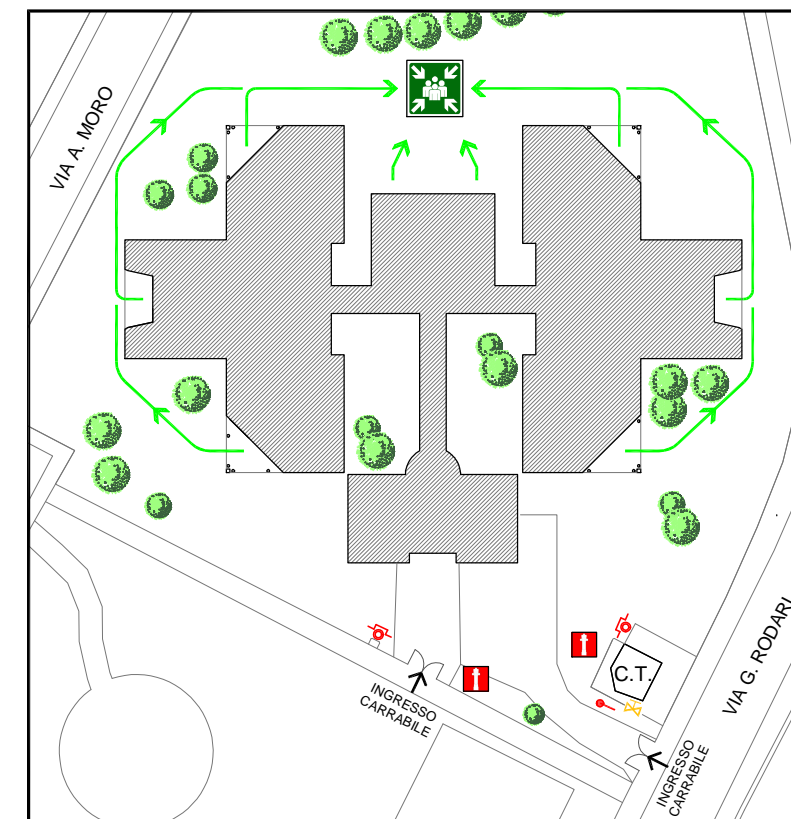 VIA A. MORO
C.T.
VIA G. RODARI
INGRESSO
CARRABILE
INGRESSO
CARRABILE